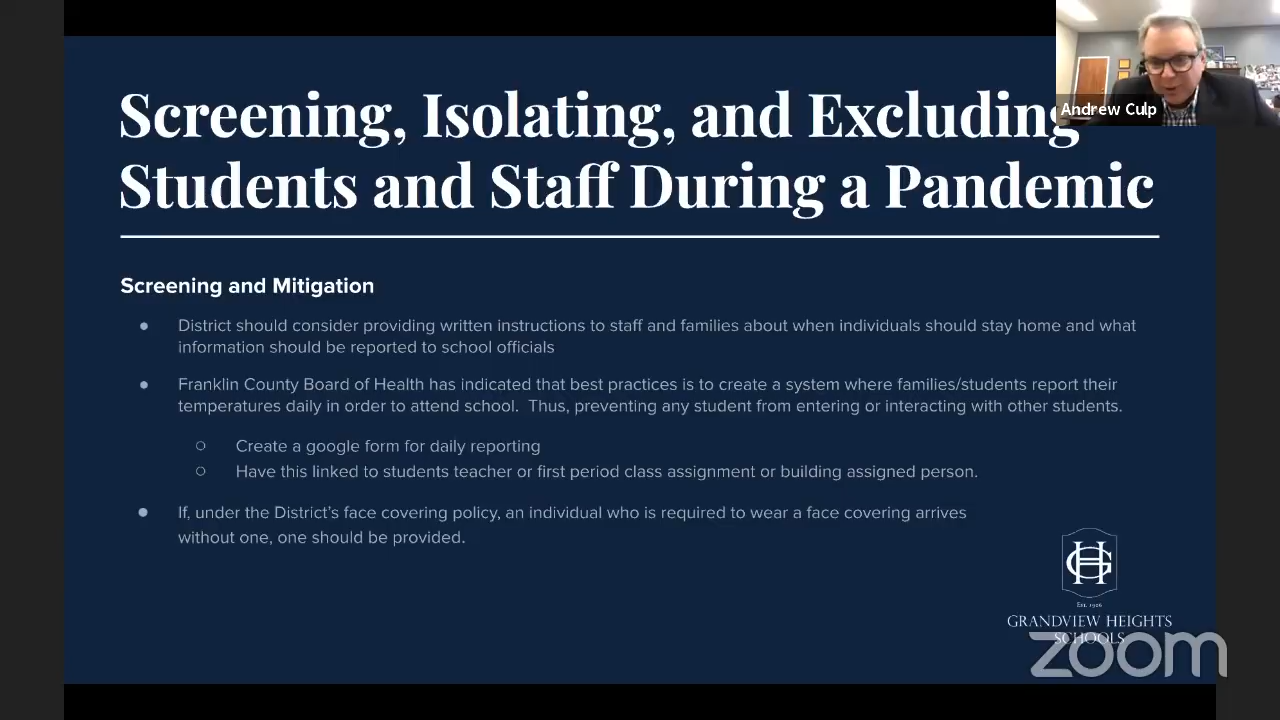 Screening, Isolating, and Excluding
Students and Staff During a Pandemic
Andrew Culp
Screening and Mitigation
● District should consider providing written instructions to staff and families about when individuals should stay home and what
information should be reported to school officials
● Franklin County Board of Health has indicated that best practices is to create a system where families/students report their
temperatures daily in order to attend school. Thus, preventing any student from entering or interacting with other students.
○ Create a google form for daily reporting
○ Have this linked to students teacher or first period class assignment or building assigned person.
● If, under the District's face covering policy, an individual who is required to wear a face covering arrives
without one, one should be provided.
GH
EST. 1906
GRANDVIEW HEIGHTS
SCHOOLS
zoom